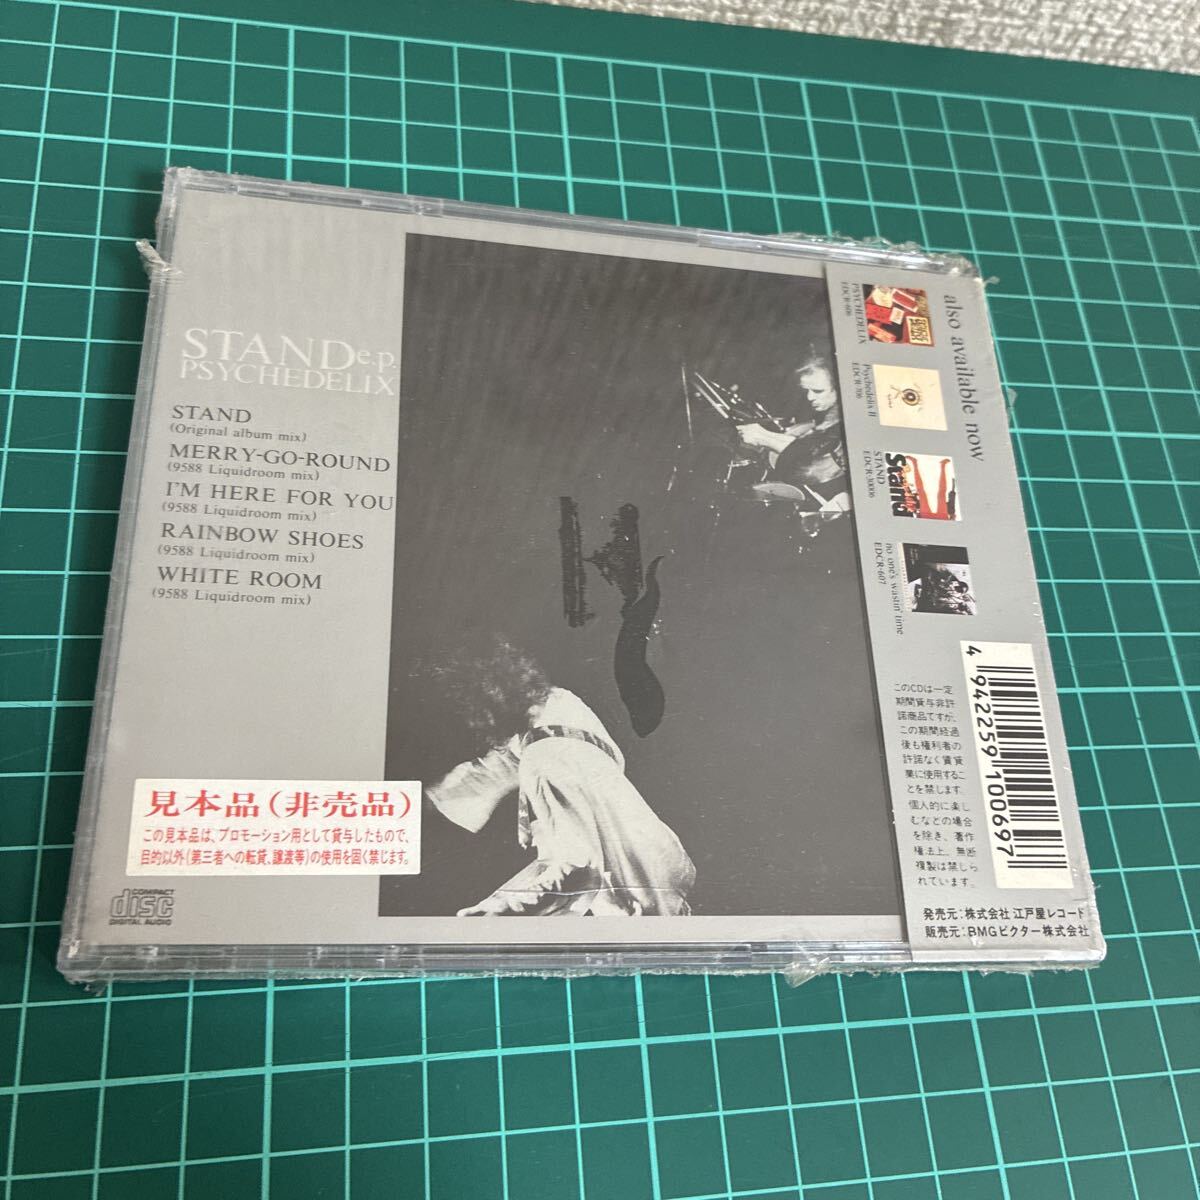 STAND e.p.
PSYCHEDELIX
STAND
(Original album mix)
MERRY-GO-ROUND
(9588 Liquidroom mix)
I'M HERE FOR YOU
(9588 Liquidroom mix)
RAINBOW SHOES
(9588 Liquidroom mix)
WHITE ROOM
(9588 Liquidroom mix)
見本品(非売品)
この見本品は、プロモーション用として貸与したもので、
目的以外(第三者への転貸、譲渡等)の使用を固く禁じます。
COMPACT
disc
DIGITAL AUDIO
also available now
PSYCHEDELIX
EDCR-606
Psychedelix II
EDCR-706
STAND
EDCR-30006
Stand
no one's wastin' time
EDCR-607
4 942259 100697
このCDは一定
期間貸与非許
諾商品ですが、
この期間経過
後も権利者の
許諾なく賃貸
業に使用するこ
とを禁じます。
個人的に楽し
むなどの場合
を除き、著作
権法上、無断
複製は禁じら
れています。
発売元:株式会社 江戸屋レコード
販売元:BMGビクター株式会社